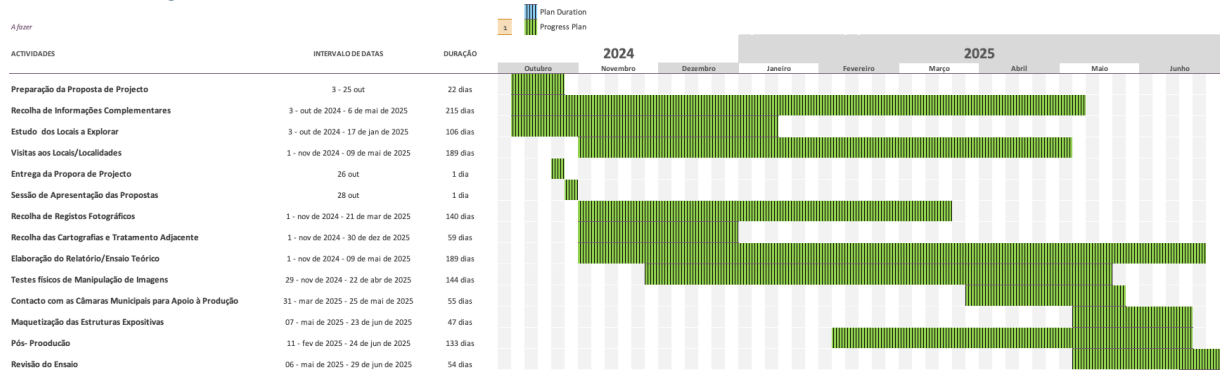 Plan Duration
A fazer 1 Progress Plan
ACTIVIDADES INTERVALO DE DATAS DURAÇÃO 2024 2025
Outubro Novembro Dezembro Janeiro Fevereiro Março Abril Maio Junho
Preparação da Proposta de Projecto 3 - 25 out 22 dias
Recolha de Informações Complementares 3 - out de 2024 - 6 de mai de 2025 215 dias
Estudo dos Locais a Explorar 3 - out de 2024 - 17 de jan de 2025 106 dias
Visitas aos Locais/Localidades 1 - nov de 2024 - 09 de mai de 2025 189 dias
Entrega da Propora de Projecto 26 out 1 dia
Sessão de Apresentação das Propostas 28 out 1 dia
Recolha de Registos Fotográficos 1 - nov de 2024 - 21 de mar de 2025 140 dias
Recolha das Cartografias e Tratamento Adjacente 1 - nov de 2024 - 30 de dez de 2025 59 dias
Elaboração do Relatório/Ensaio Teórico 1 - nov de 2024 - 09 de mai de 2025 189 dias
Testes físicos de Manipulação de Imagens 29 - nov de 2024 - 22 de abr de 2025 144 dias
Contacto com as Câmaras Municipais para Apoio à Produção 31 - mar de 2025 - 25 de mai de 2025 55 dias
Maquetização das Estruturas Expositivas 07 - mai de 2025 - 23 de jun de 2025 47 dias
Pós- Prooducão 11 - fev de 2025 - 24 de jun de 2025 133 dias
Revisão do Ensaio 06 - mai de 2025 - 29 de jun de 2025 54 dias